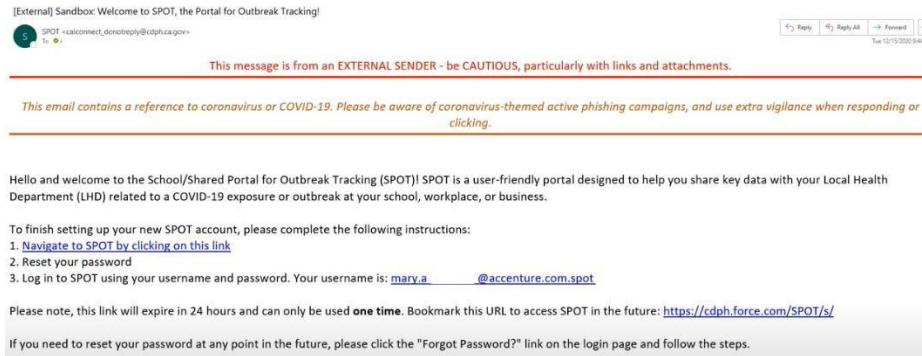 [External] Sandbox: Welcome to SPOT, the Portal for Outbreak Tracking!
S
SPOT <calconnect_donotreply@cdph.ca.gov>
To
Reply Reply All Forward
Tue 12/15/2020 9:4
This message is from an EXTERNAL SENDER - be CAUTIOUS, particularly with links and attachments.
This email contains a reference to coronavirus or COVID-19. Please be aware of coronavirus-themed active phishing campaigns, and use extra vigilance when responding or
clicking.
Hello and welcome to the School/Shared Portal for Outbreak Tracking (SPOT)! SPOT is a user-friendly portal designed to help you share key data with your Local Health
Department (LHD) related to a COVID-19 exposure or outbreak at your school, workplace, or business.
To finish setting up your new SPOT account, please complete the following instructions:
1. Navigate to SPOT by clicking on this link
2. Reset your password
3. Log in to SPOT using your username and password. Your username is: mary.a @accenture.com.spot
Please note, this link will expire in 24 hours and can only be used one time. Bookmark this URL to access SPOT in the future: https://cdph.force.com/SPOT/s/
If you need to reset your password at any point in the future, please click the "Forgot Password?" link on the login page and follow the steps.